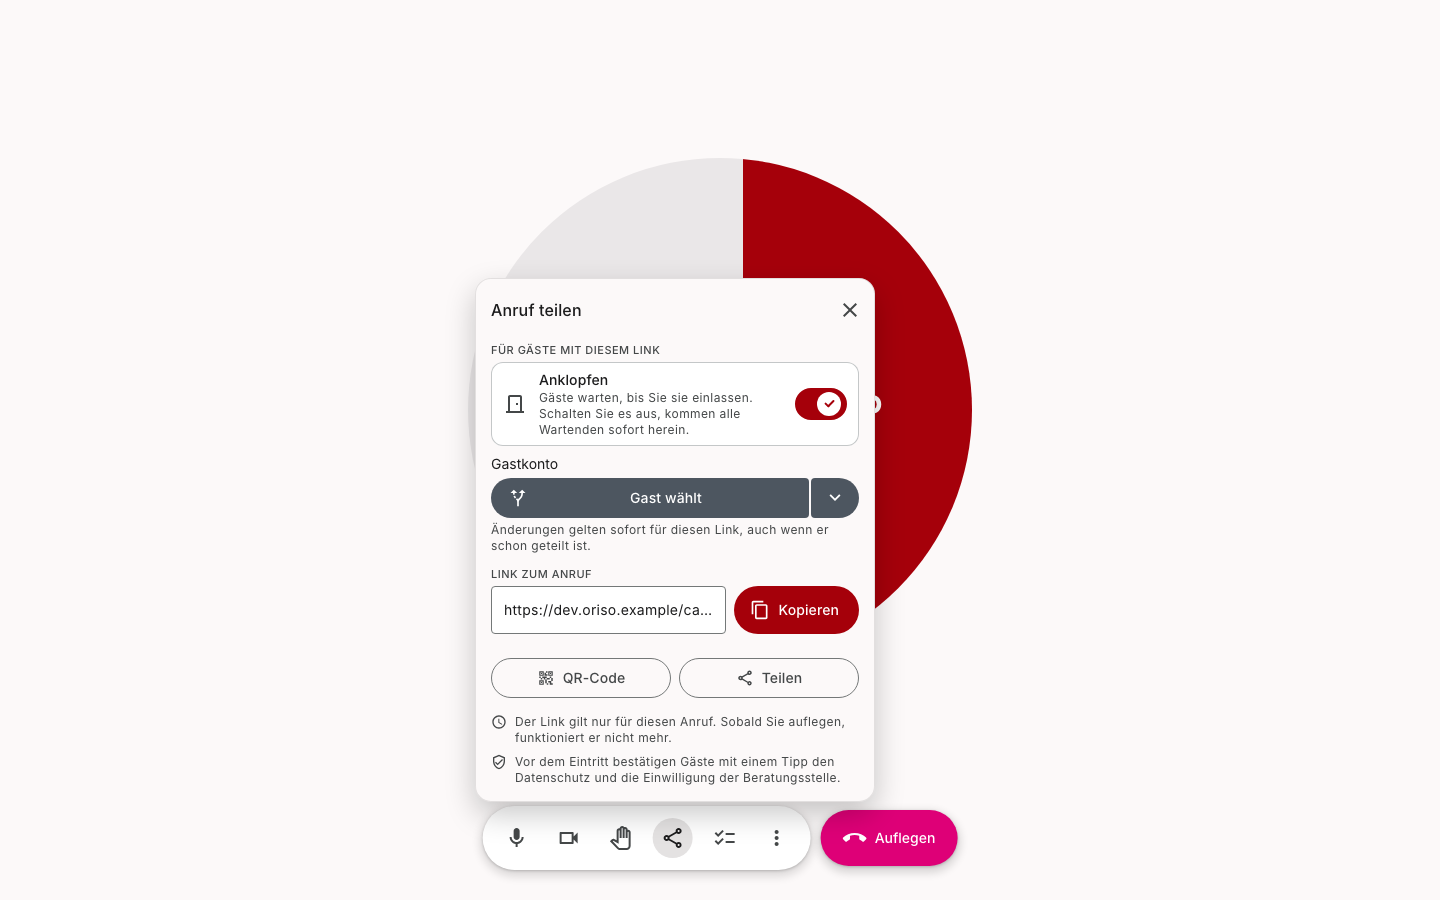 Anruf teilen
FÜR GÄSTE MIT DIESEM LINK
Anklopfen
Gäste warten, bis Sie sie einlassen.
Schalten Sie es aus, kommen alle
Wartenden sofort herein.
Gastkonto
Gast wählt
Änderungen gelten sofort für diesen Link, auch wenn er
schon geteilt ist.
LINK ZUM ANRUF
https://dev.oriso.example/ca...
Kopieren
QR-Code
Teilen
Der Link gilt nur für diesen Anruf. Sobald Sie auflegen,
funktioniert er nicht mehr.
Vor dem Eintritt bestätigen Gäste mit einem Tipp den
Datenschutz und die Einwilligung der Beratungsstelle.
Auflegen